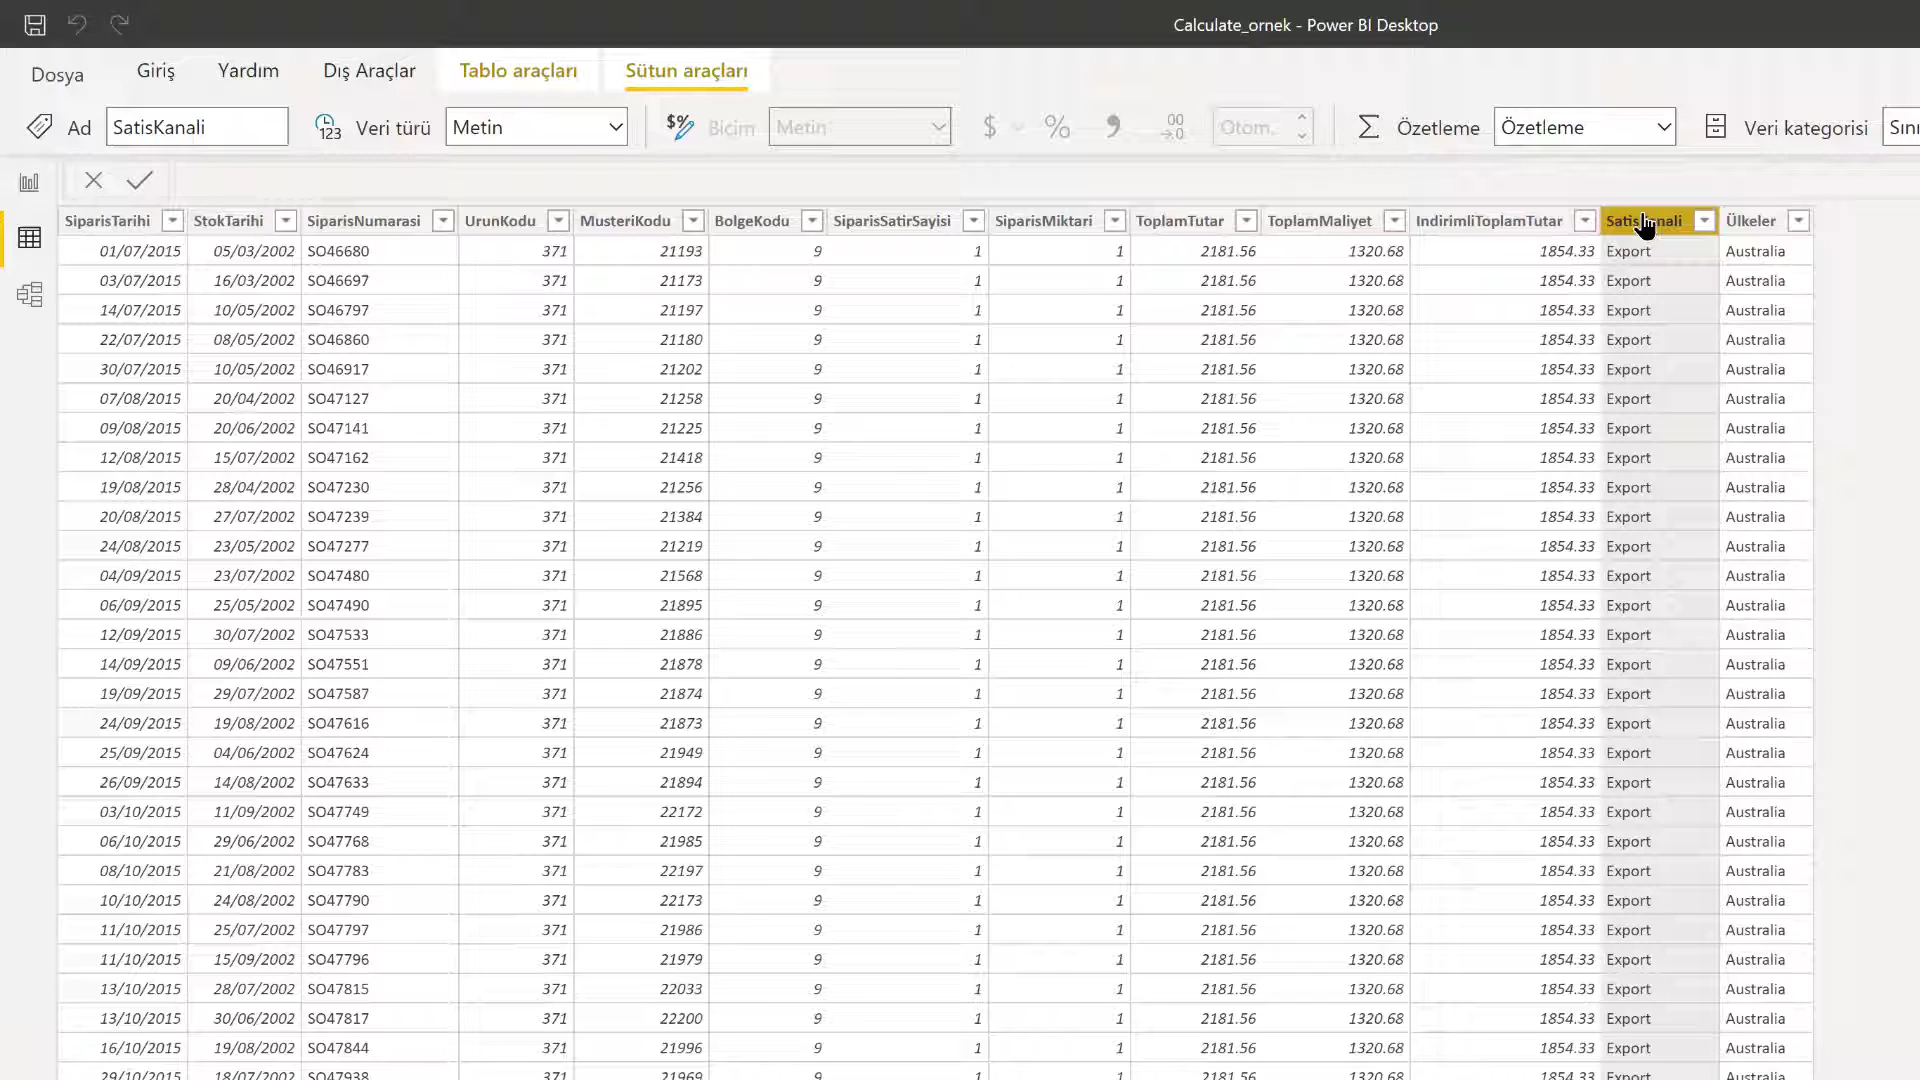 Calculate_ornek - Power BI Desktop
Dosya Giriş Yardım Dış Araçlar Tablo araçları Sütun araçları
Ad SatisKanali Veri türü Metin Biçim Metin $ % Otom. Özetleme Özetleme Veri kategorisi Sını
SiparisTarihi StokTarihi SiparisNumarasi UrunKodu MusteriKodu BolgeKodu SiparisSatirSayisi SiparisMiktari ToplamTutar ToplamMaliyet IndirimliToplamTutar SatisKanali Ülkeler
01/07/2015 05/03/2002 SO46680 371 21193 9 1 1 2181.56 1320.68 1854.33 Export Australia
03/07/2015 16/03/2002 SO46697 371 21173 9 1 1 2181.56 1320.68 1854.33 Export Australia
14/07/2015 10/05/2002 SO46797 371 21197 9 1 1 2181.56 1320.68 1854.33 Export Australia
22/07/2015 08/05/2002 SO46860 371 21180 9 1 1 2181.56 1320.68 1854.33 Export Australia
30/07/2015 10/05/2002 SO46917 371 21202 9 1 1 2181.56 1320.68 1854.33 Export Australia
07/08/2015 20/04/2002 SO47127 371 21258 9 1 1 2181.56 1320.68 1854.33 Export Australia
09/08/2015 20/06/2002 SO47141 371 21225 9 1 1 2181.56 1320.68 1854.33 Export Australia
12/08/2015 15/07/2002 SO47162 371 21418 9 1 1 2181.56 1320.68 1854.33 Export Australia
19/08/2015 28/04/2002 SO47230 371 21256 9 1 1 2181.56 1320.68 1854.33 Export Australia
20/08/2015 27/07/2002 SO47239 371 21384 9 1 1 2181.56 1320.68 1854.33 Export Australia
24/08/2015 23/05/2002 SO47277 371 21219 9 1 1 2181.56 1320.68 1854.33 Export Australia
04/09/2015 23/07/2002 SO47480 371 21568 9 1 1 2181.56 1320.68 1854.33 Export Australia
06/09/2015 25/05/2002 SO47490 371 21895 9 1 1 2181.56 1320.68 1854.33 Export Australia
12/09/2015 30/07/2002 SO47533 371 21886 9 1 1 2181.56 1320.68 1854.33 Export Australia
14/09/2015 09/06/2002 SO47551 371 21878 9 1 1 2181.56 1320.68 1854.33 Export Australia
19/09/2015 29/07/2002 SO47587 371 21874 9 1 1 2181.56 1320.68 1854.33 Export Australia
24/09/2015 19/08/2002 SO47616 371 21873 9 1 1 2181.56 1320.68 1854.33 Export Australia
25/09/2015 04/06/2002 SO47624 371 21949 9 1 1 2181.56 1320.68 1854.33 Export Australia
26/09/2015 14/08/2002 SO47633 371 21894 9 1 1 2181.56 1320.68 1854.33 Export Australia
03/10/2015 11/09/2002 SO47749 371 22172 9 1 1 2181.56 1320.68 1854.33 Export Australia
06/10/2015 29/06/2002 SO47768 371 21985 9 1 1 2181.56 1320.68 1854.33 Export Australia
08/10/2015 21/08/2002 SO47783 371 22197 9 1 1 2181.56 1320.68 1854.33 Export Australia
10/10/2015 24/08/2002 SO47790 371 22173 9 1 1 2181.56 1320.68 1854.33 Export Australia
11/10/2015 25/07/2002 SO47797 371 21986 9 1 1 2181.56 1320.68 1854.33 Export Australia
11/10/2015 15/09/2002 SO47796 371 21979 9 1 1 2181.56 1320.68 1854.33 Export Australia
13/10/2015 28/07/2002 SO47815 371 22033 9 1 1 2181.56 1320.68 1854.33 Export Australia
13/10/2015 30/06/2002 SO47817 371 22200 9 1 1 2181.56 1320.68 1854.33 Export Australia
16/10/2015 19/08/2002 SO47844 371 21996 9 1 1 2181.56 1320.68 1854.33 Export Australia
29/10/2015 18/07/2002 SO47938 371 21969 9 1 1 2181.56 1320.68 1854.33 Export Australia